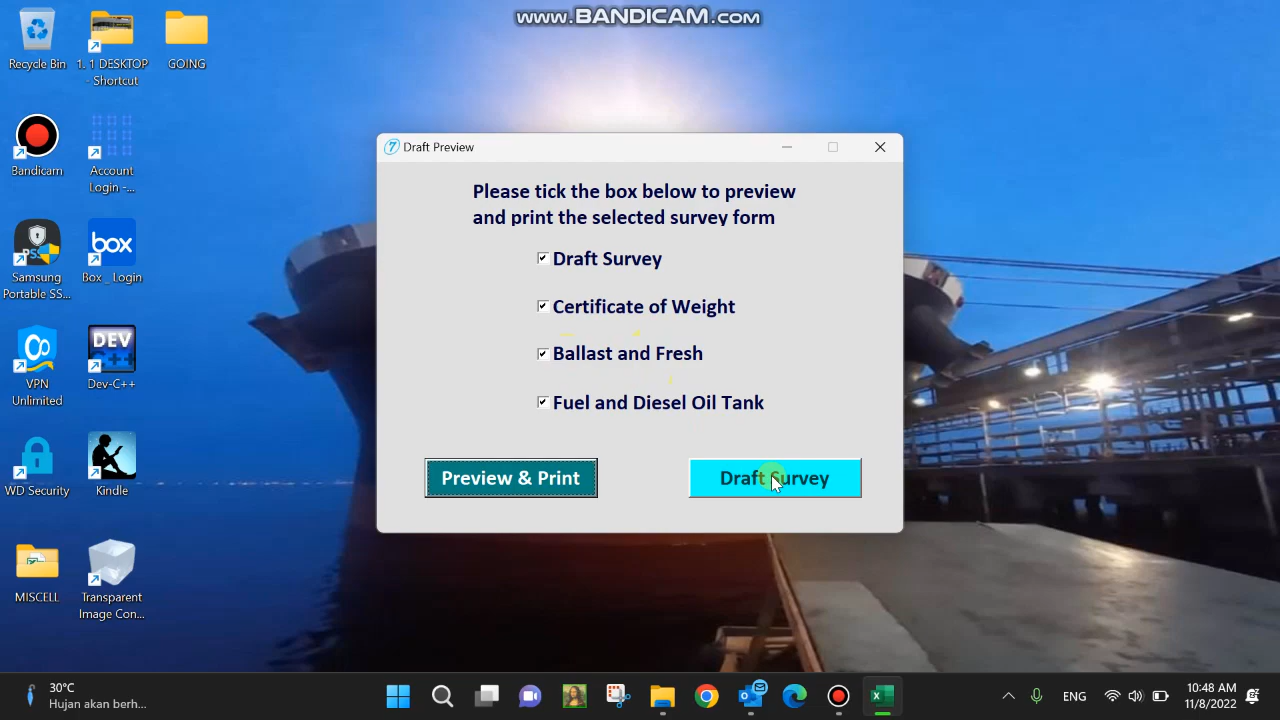 www.BANDICAM.com
Recycle Bin
1. 1 DESKTOP
- Shortcut
GOING
Bandicam
Account
Login -...
Samsung
Portable SS...
box
Box _ Login
VPN
Unlimited
DEV
C++
Dev-C++
WD Security
Kindle
MISCELL
Transparent
Image Con...
Draft Preview
Please tick the box below to preview
and print the selected survey form
Draft Survey
Certificate of Weight
Ballast and Fresh
Fuel and Diesel Oil Tank
Preview & Print
Draft Survey
30°C
Hujan akan berh...
ENG
10:48 AM
11/8/2022